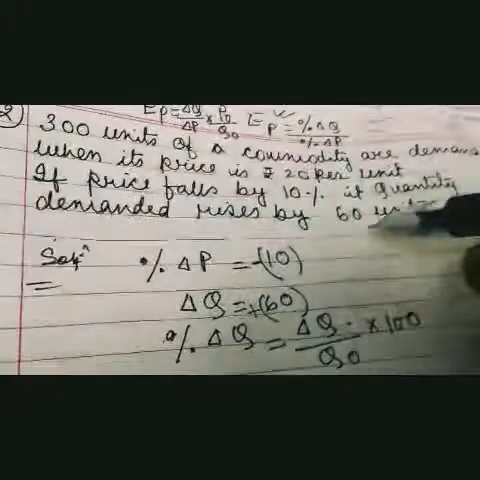 2
Ep = ΔQ/ΔP × P0/Q0 Ep = % ΔQ/% ΔP
300 units of a commodity are deman
when its price is ₹ 20 per unit
If price falls by 10% it quantity
demanded rises by 60 units
Solⁿ % ΔP = -(10)
ΔQ = +(60)
% ΔQ = ΔQ/Q0 × 100